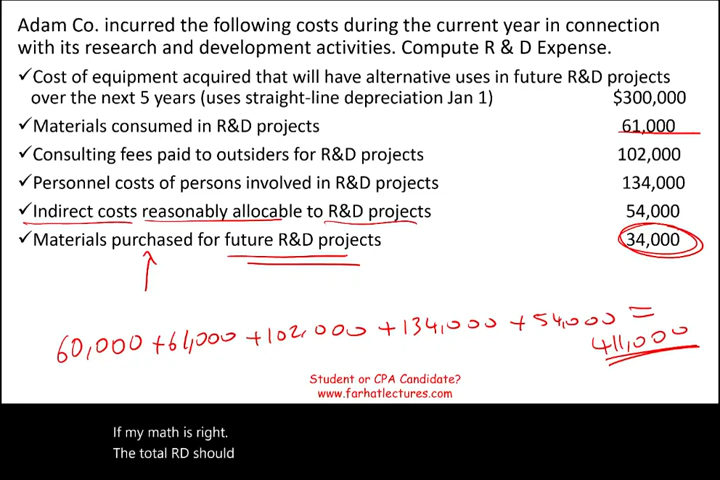 Adam Co. incurred the following costs during the current year in connection
with its research and development activities. Compute R & D Expense.
✓Cost of equipment acquired that will have alternative uses in future R&D projects
over the next 5 years (uses straight-line depreciation Jan 1) $300,000
✓Materials consumed in R&D projects 61,000
✓Consulting fees paid to outsiders for R&D projects 102,000
✓Personnel costs of persons involved in R&D projects 134,000
✓Indirect costs reasonably allocable to R&D projects 54,000
✓Materials purchased for future R&D projects 34,000
60,000 + 61,000 + 102,000 + 134,000 + 54,000 =
411,000
Student or CPA Candidate?
www.farhatlectures.com
If my math is right.
The total RD should